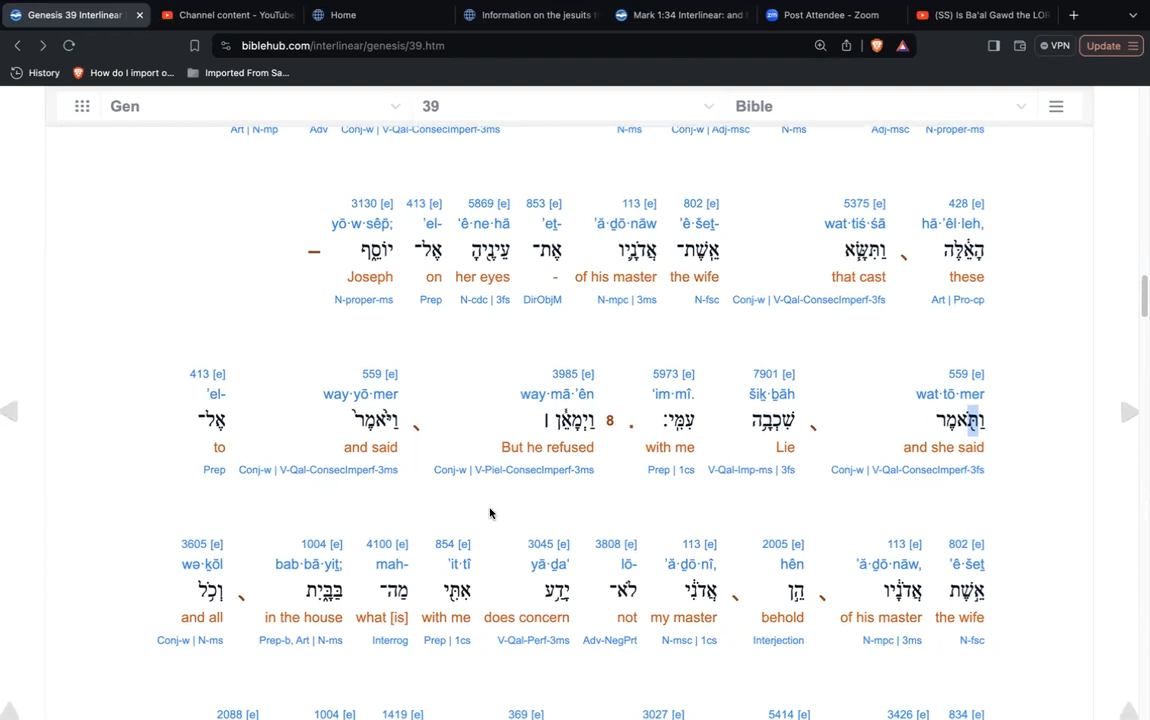 Genesis 39 Interlinear
Channel content - YouTube
Home
Information on the jesuits
Mark 1:34 Interlinear: and
Post Attendee - Zoom
(SS) Is Ba'al Gawd the LOR
biblehub.com/interlinear/genesis/39.htm
VPN
Update
History
How do I import o...
Imported From Sa...
Gen
39
Bible
Art | N-mp Adv Conj-w | V-Qal-ConsecImperf-3ms N-ms Conj-w | Adj-msc N-ms Adj-msc N-proper-ms
3130 [e] 413 [e] 5869 [e] 853 [e] 113 [e] 802 [e] 5375 [e] 428 [e]
yō·w·sêp̄; 'el- 'ê·ne·hā 'eṯ- 'ă·ḏō·nāw 'ê·šeṯ- wat·tiś·śā hā·'êl·leh,
הָאֵ֔לֶּה 、 וַתִּשָּׂ֧א אֵֽשֶׁת־ אֲדֹנָ֛יו אֶת־ עֵינֶ֖יהָ אֶל־ יוֹסֵ֑ף –
Joseph on her eyes - of his master the wife that cast these
N-proper-ms Prep N-cdc | 3fs DirObjM N-mpc | 3ms N-fsc Conj-w | V-Qal-ConsecImperf-3fs Art | Pro-cp
413 [e] 559 [e] 3985 [e] 5973 [e] 7901 [e] 559 [e]
'el- way·yō·mer way·mā·'ên 'im·mî. šiḵ·ḇāh wat·tō·mer
וַתֹּ֖אמֶר 、 שִׁכְבָ֥ה עִמִּֽי׃ . 8 וַיְמָאֵ֓ן ׀ 、 וַיֹּ֙אמֶר֙ אֶל־
to and said But he refused with me Lie and she said
Prep Conj-w | V-Qal-ConsecImperf-3ms Conj-w | V-Piel-ConsecImperf-3ms Prep | 1cs V-Qal-Imp-ms | 3fs Conj-w | V-Qal-ConsecImperf-3fs
3605 [e] 1004 [e] 4100 [e] 854 [e] 3045 [e] 3808 [e] 113 [e] 2005 [e] 113 [e] 802 [e]
wə·ḵōl bab·bā·yiṯ; mah- 'it·tî yā·ḏa' lō- 'ă·ḏō·nî, hên 'ă·ḏō·nāw, 'ê·šeṯ
אֵ֣שֶׁת אֲדֹנָ֔יו 、 הֵ֣ן 、 אֲדֹנִ֔י לֹא־ יָדַ֥ע אִתִּ֖י מַה־ בַּבָּ֑יִת 、 וְכֹ֥ל
and all in the house what [is] with me does concern not my master behold of his master the wife
Conj-w | N-ms Prep-b, Art | N-ms Interrog Prep | 1cs V-Qal-Perf-3ms Adv-NegPrt N-msc | 1cs Interjection N-mpc | 3ms N-fsc
2088 [e] 1004 [e] 1419 [e] 369 [e] 3027 [e] 5414 [e] 3426 [e] 834 [e]